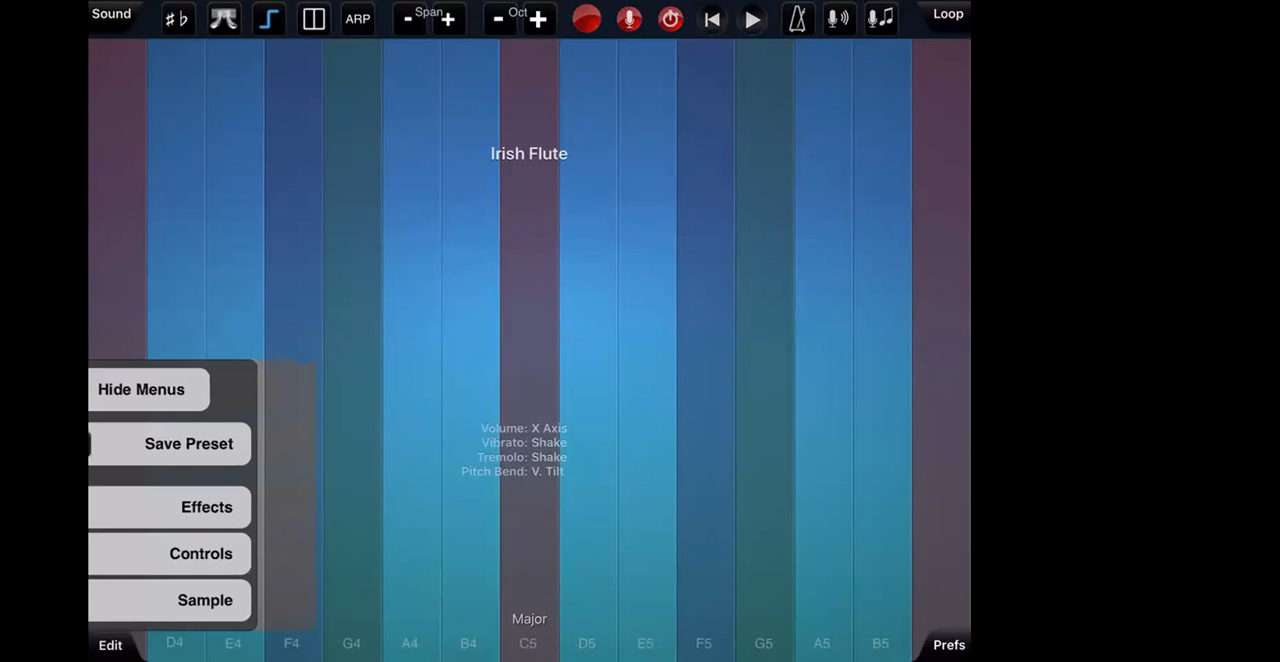 Sound ♯♭ ARP - Span + - Oct + Loop
Irish Flute
Hide Menus
Save Preset
Effects
Controls
Sample
Volume: X Axis
Vibrato: Shake
Tremolo: Shake
Pitch Bend: V. Tilt
Major
Edit D4 E4 F4 G4 A4 B4 C5 D5 E5 F5 G5 A5 B5 Prefs